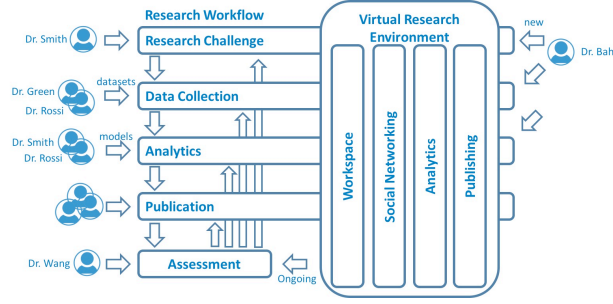 Research Workflow
Virtual Research
Environment
new
Dr. Smith
Research Challenge
Dr. Bah
Dr. Green
datasets
Dr. Rossi
Data Collection
Dr. Smith
models
Dr. Rossi
Analytics
Workspace
Social Networking
Analytics
Publishing
Publication
Dr. Wang
Assessment
Ongoing